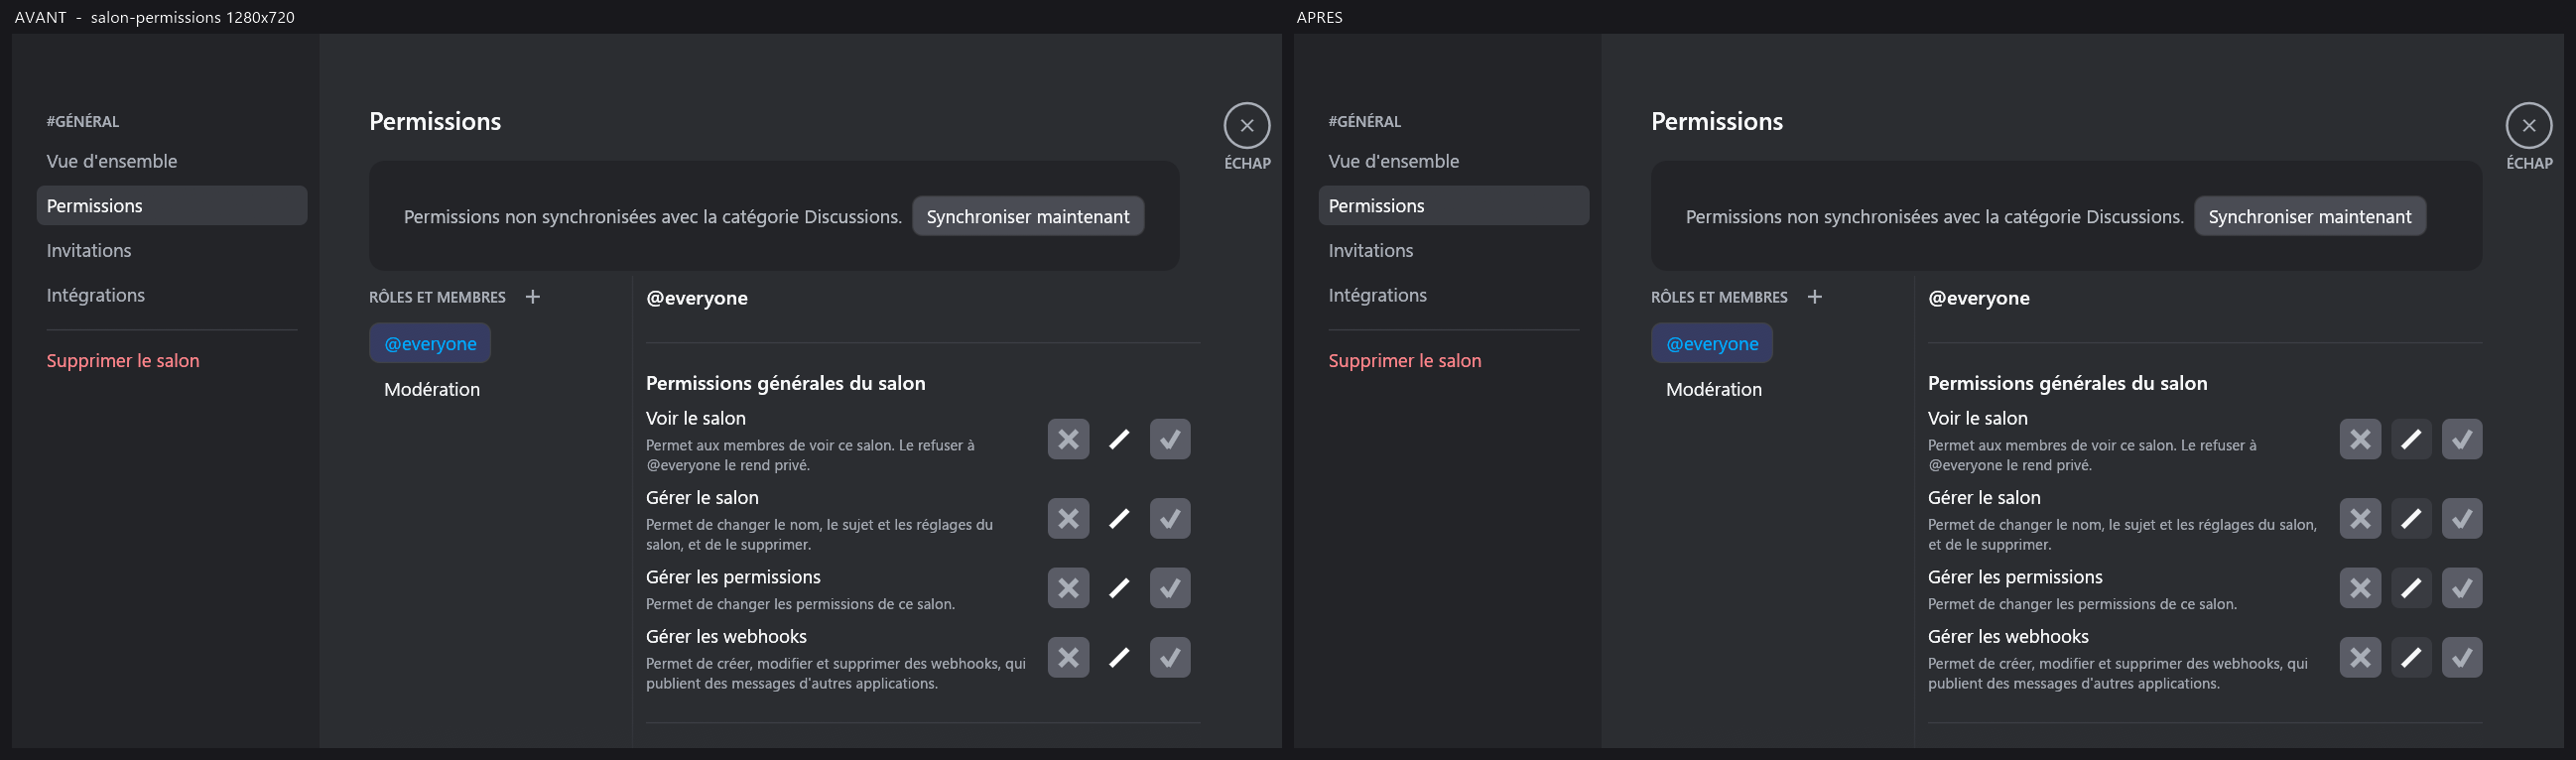 AVANT - salon-permissions 1280x720
#GÉNÉRAL
Vue d'ensemble
Permissions
Invitations
Intégrations
Supprimer le salon
Permissions
ÉCHAP
Permissions non synchronisées avec la catégorie Discussions. Synchroniser maintenant
RÔLES ET MEMBRES +
@everyone
Modération
@everyone
Permissions générales du salon
Voir le salon
Permet aux membres de voir ce salon. Le refuser à
@everyone le rend privé.
Gérer le salon
Permet de changer le nom, le sujet et les réglages du
salon, et de le supprimer.
Gérer les permissions
Permet de changer les permissions de ce salon.
Gérer les webhooks
Permet de créer, modifier et supprimer des webhooks, qui
publient des messages d'autres applications.
APRES
#GÉNÉRAL
Vue d'ensemble
Permissions
Invitations
Intégrations
Supprimer le salon
Permissions
ÉCHAP
Permissions non synchronisées avec la catégorie Discussions. Synchroniser maintenant
RÔLES ET MEMBRES +
@everyone
Modération
@everyone
Permissions générales du salon
Voir le salon
Permet aux membres de voir ce salon. Le refuser à
@everyone le rend privé.
Gérer le salon
Permet de changer le nom, le sujet et les réglages du salon,
et de le supprimer.
Gérer les permissions
Permet de changer les permissions de ce salon.
Gérer les webhooks
Permet de créer, modifier et supprimer des webhooks, qui
publient des messages d'autres applications.